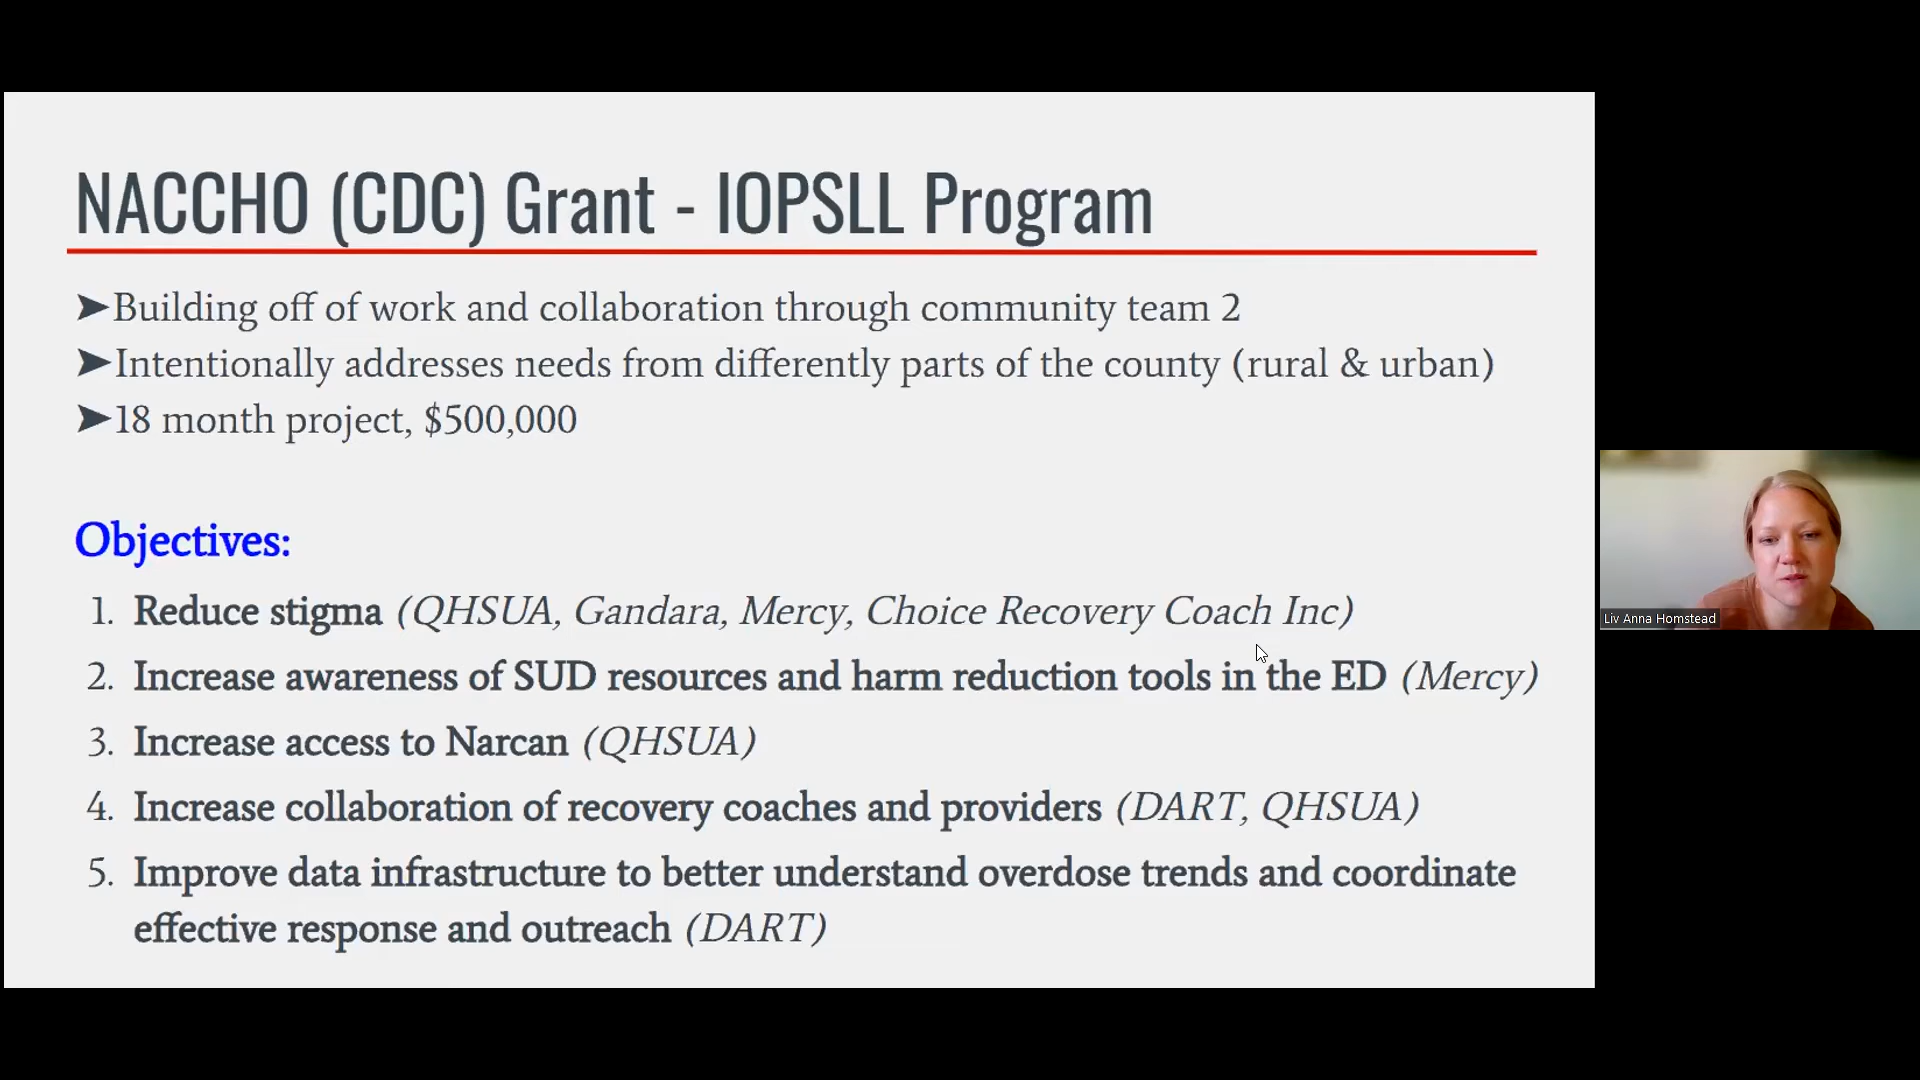 NACCHO (CDC) Grant - IOPSLL Program
➤Building off of work and collaboration through community team 2
➤Intentionally addresses needs from differently parts of the county (rural & urban)
➤18 month project, $500,000
Objectives:
1. Reduce stigma (QHSUA, Gandara, Mercy, Choice Recovery Coach Inc)
2. Increase awareness of SUD resources and harm reduction tools in the ED (Mercy)
3. Increase access to Narcan (QHSUA)
4. Increase collaboration of recovery coaches and providers (DART, QHSUA)
5. Improve data infrastructure to better understand overdose trends and coordinate
effective response and outreach (DART)
Liv Anna Homstead